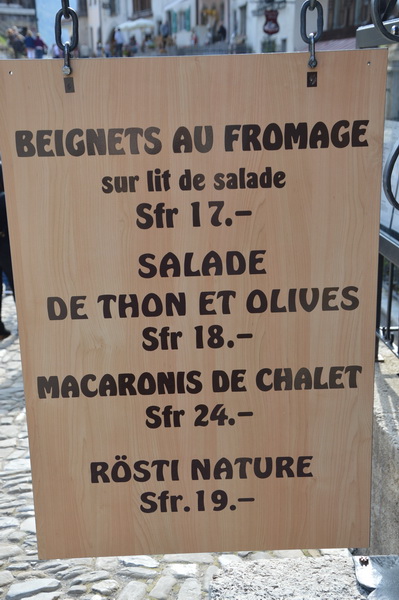 BEIGNETS AU FROMAGE
sur lit de salade
Sfr 17.–
SALADE
DE THON ET OLIVES
Sfr 18.–
MACARONIS DE CHALET
Sfr 24.–
RÖSTI NATURE
Sfr.19.–